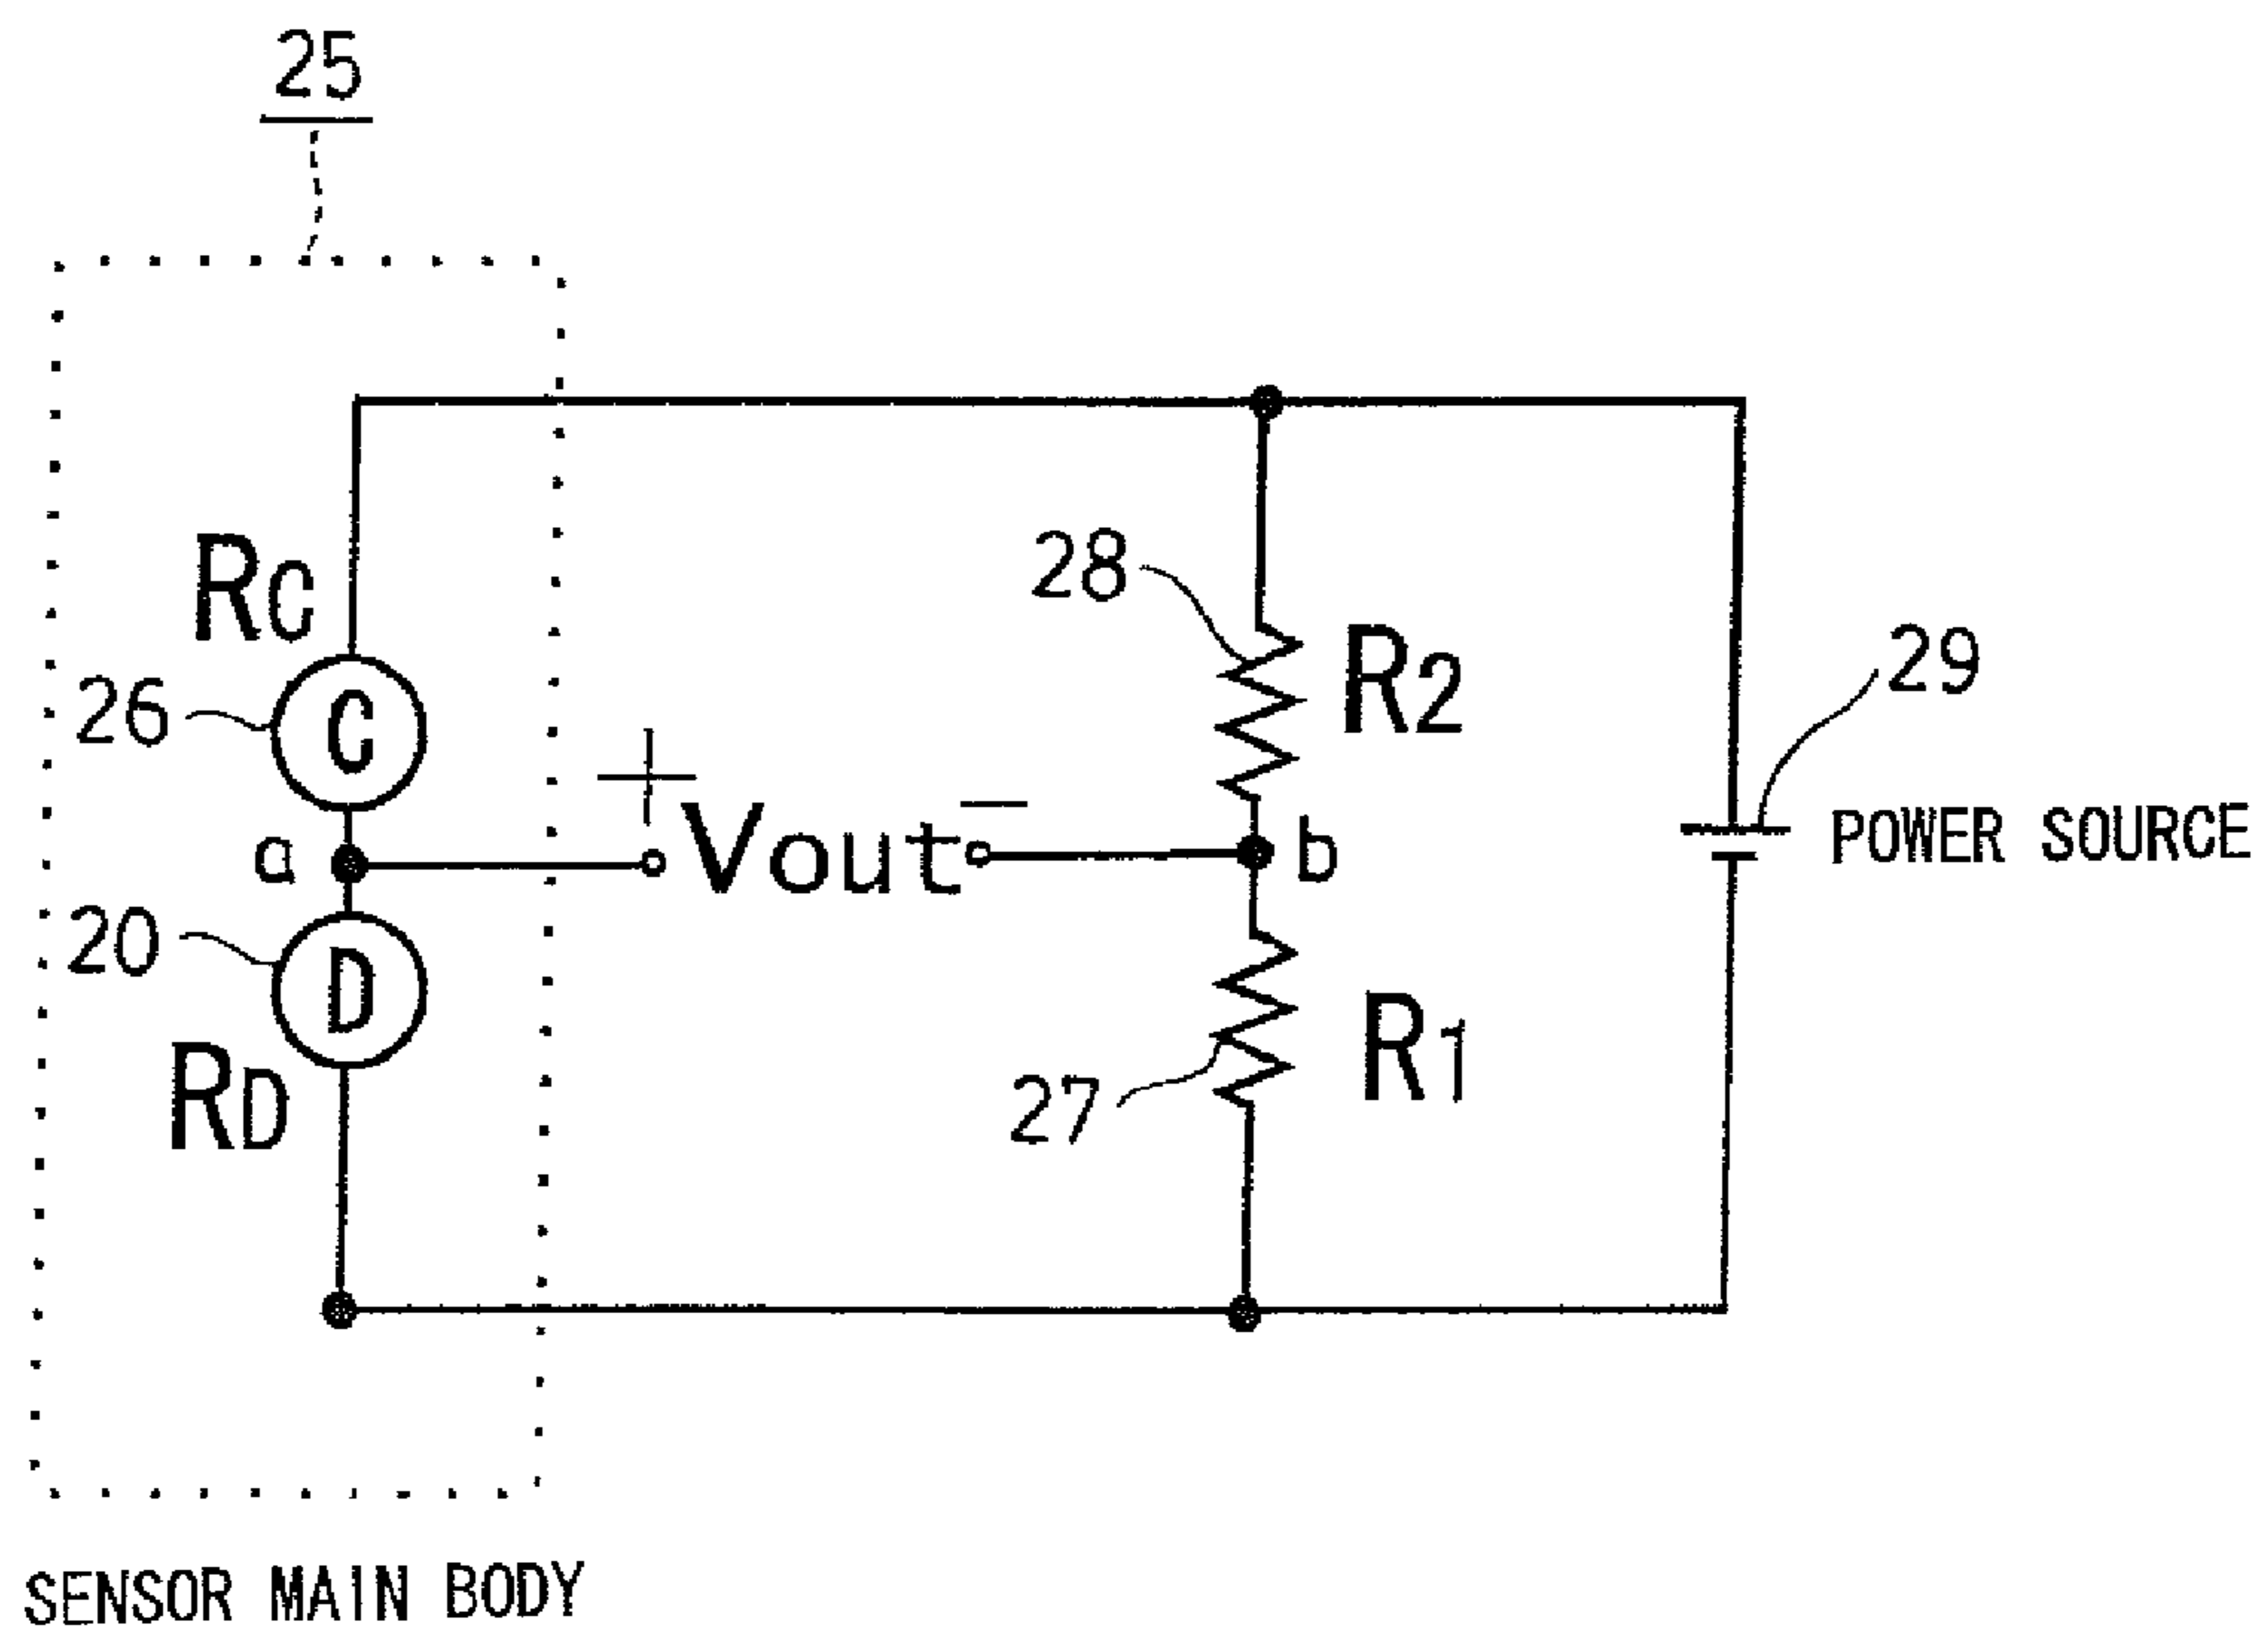 25
RC
28
R2
29
26
C
+
Vout
−
POWER SOURCE
a
b
20
D
R1
RD
27
SENSOR MAIN BODY